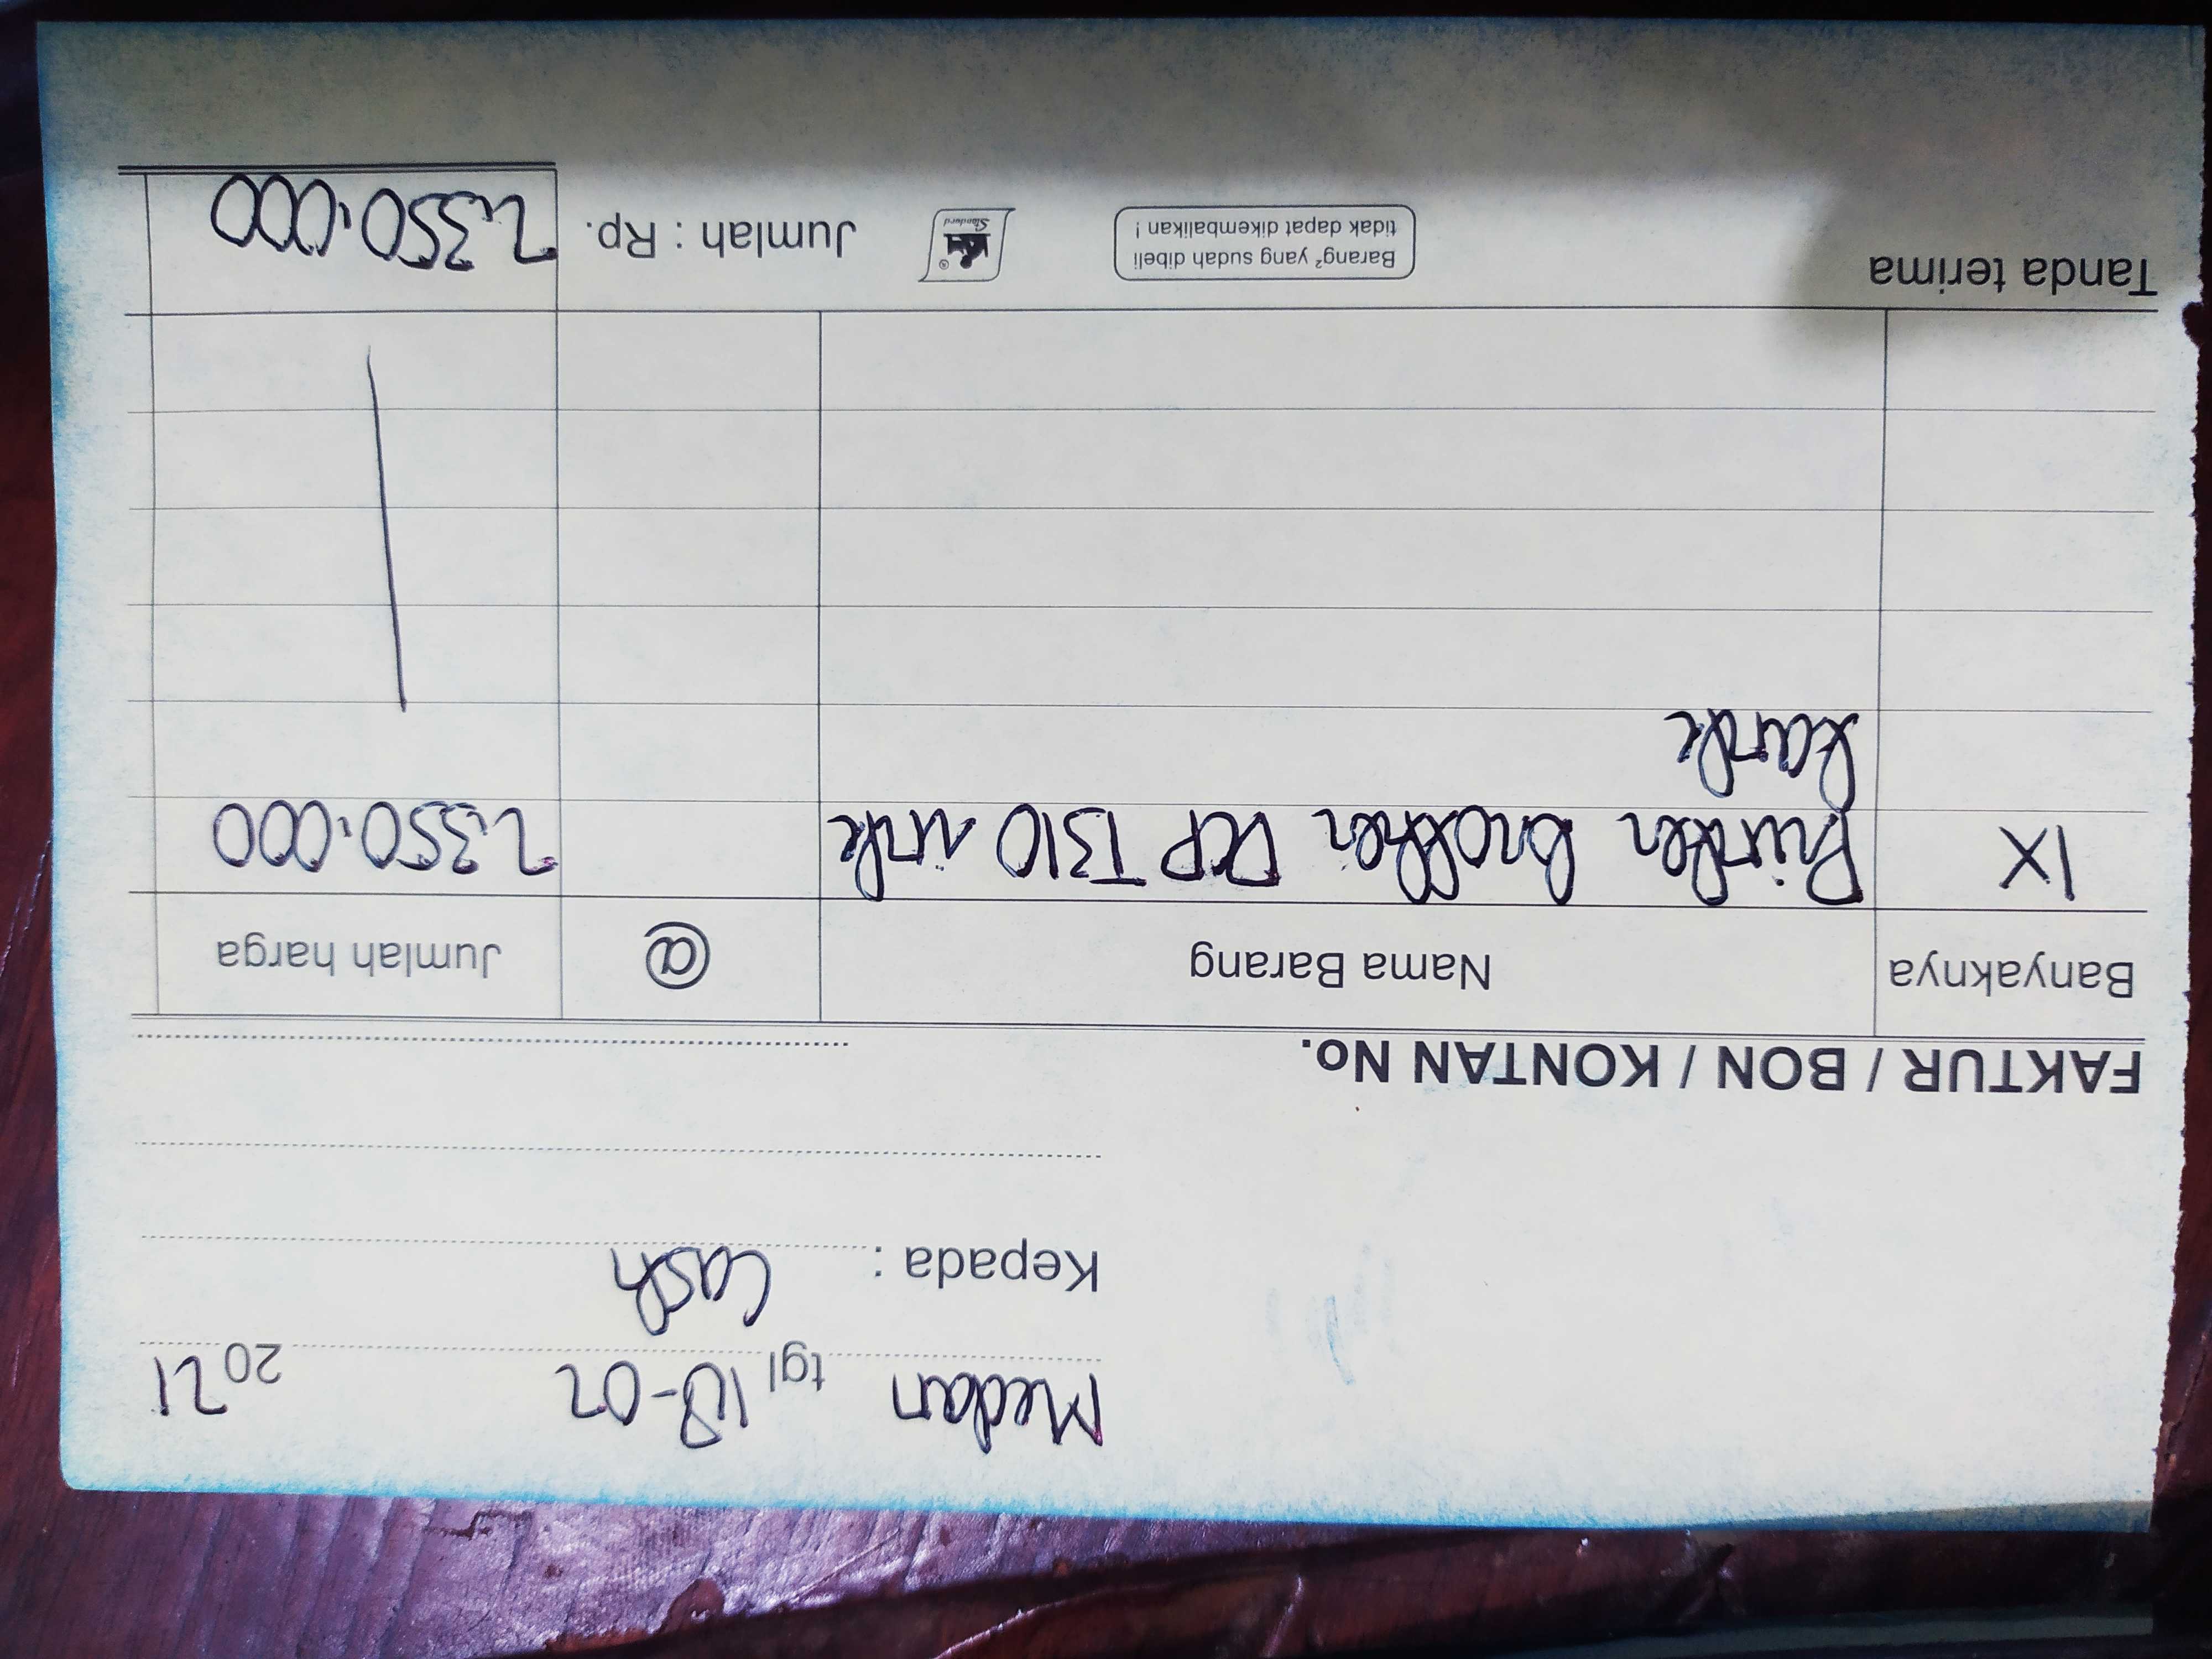 Medan tgl 18-02 2021
Kepada : Cash
FAKTUR / BON / KONTAN No.
Banyaknya Nama Barang @ Jumlah harga
1X Printer brother DCP T310 ink 2.350.000
tank
Tanda terima
Barang² yang sudah dibeli
tidak dapat dikembalikan !
® Standard
Jumlah : Rp. 2.350.000